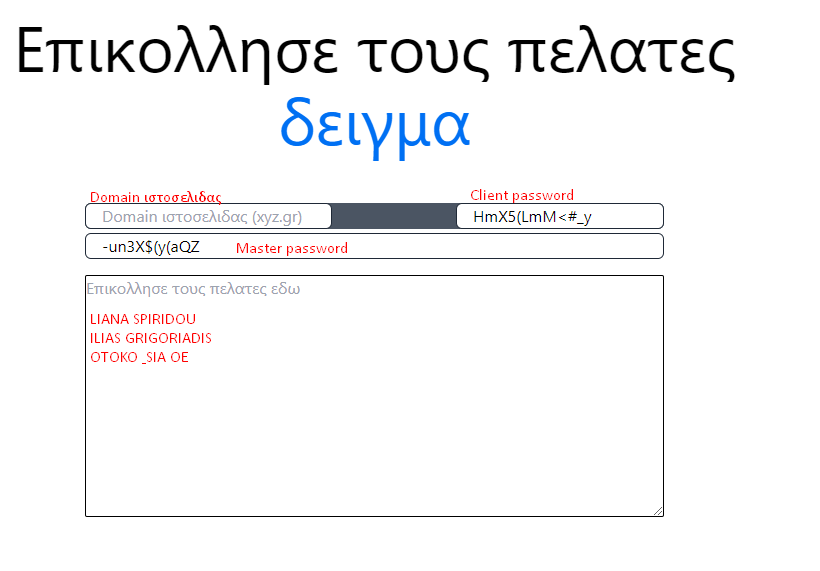 Επικολλησε τους πελατες
δειγμα
Domain ιστοσελιδας
Client password
Domain ιστοσελιδας (xyz.gr)
HmX5(LmM<#_y
-un3X$(y(aQZ
Master password
Επικολλησε τους πελατες εδω
LIANA SPIRIDOU
ILIAS GRIGORIADIS
OTOKO _SIA OE